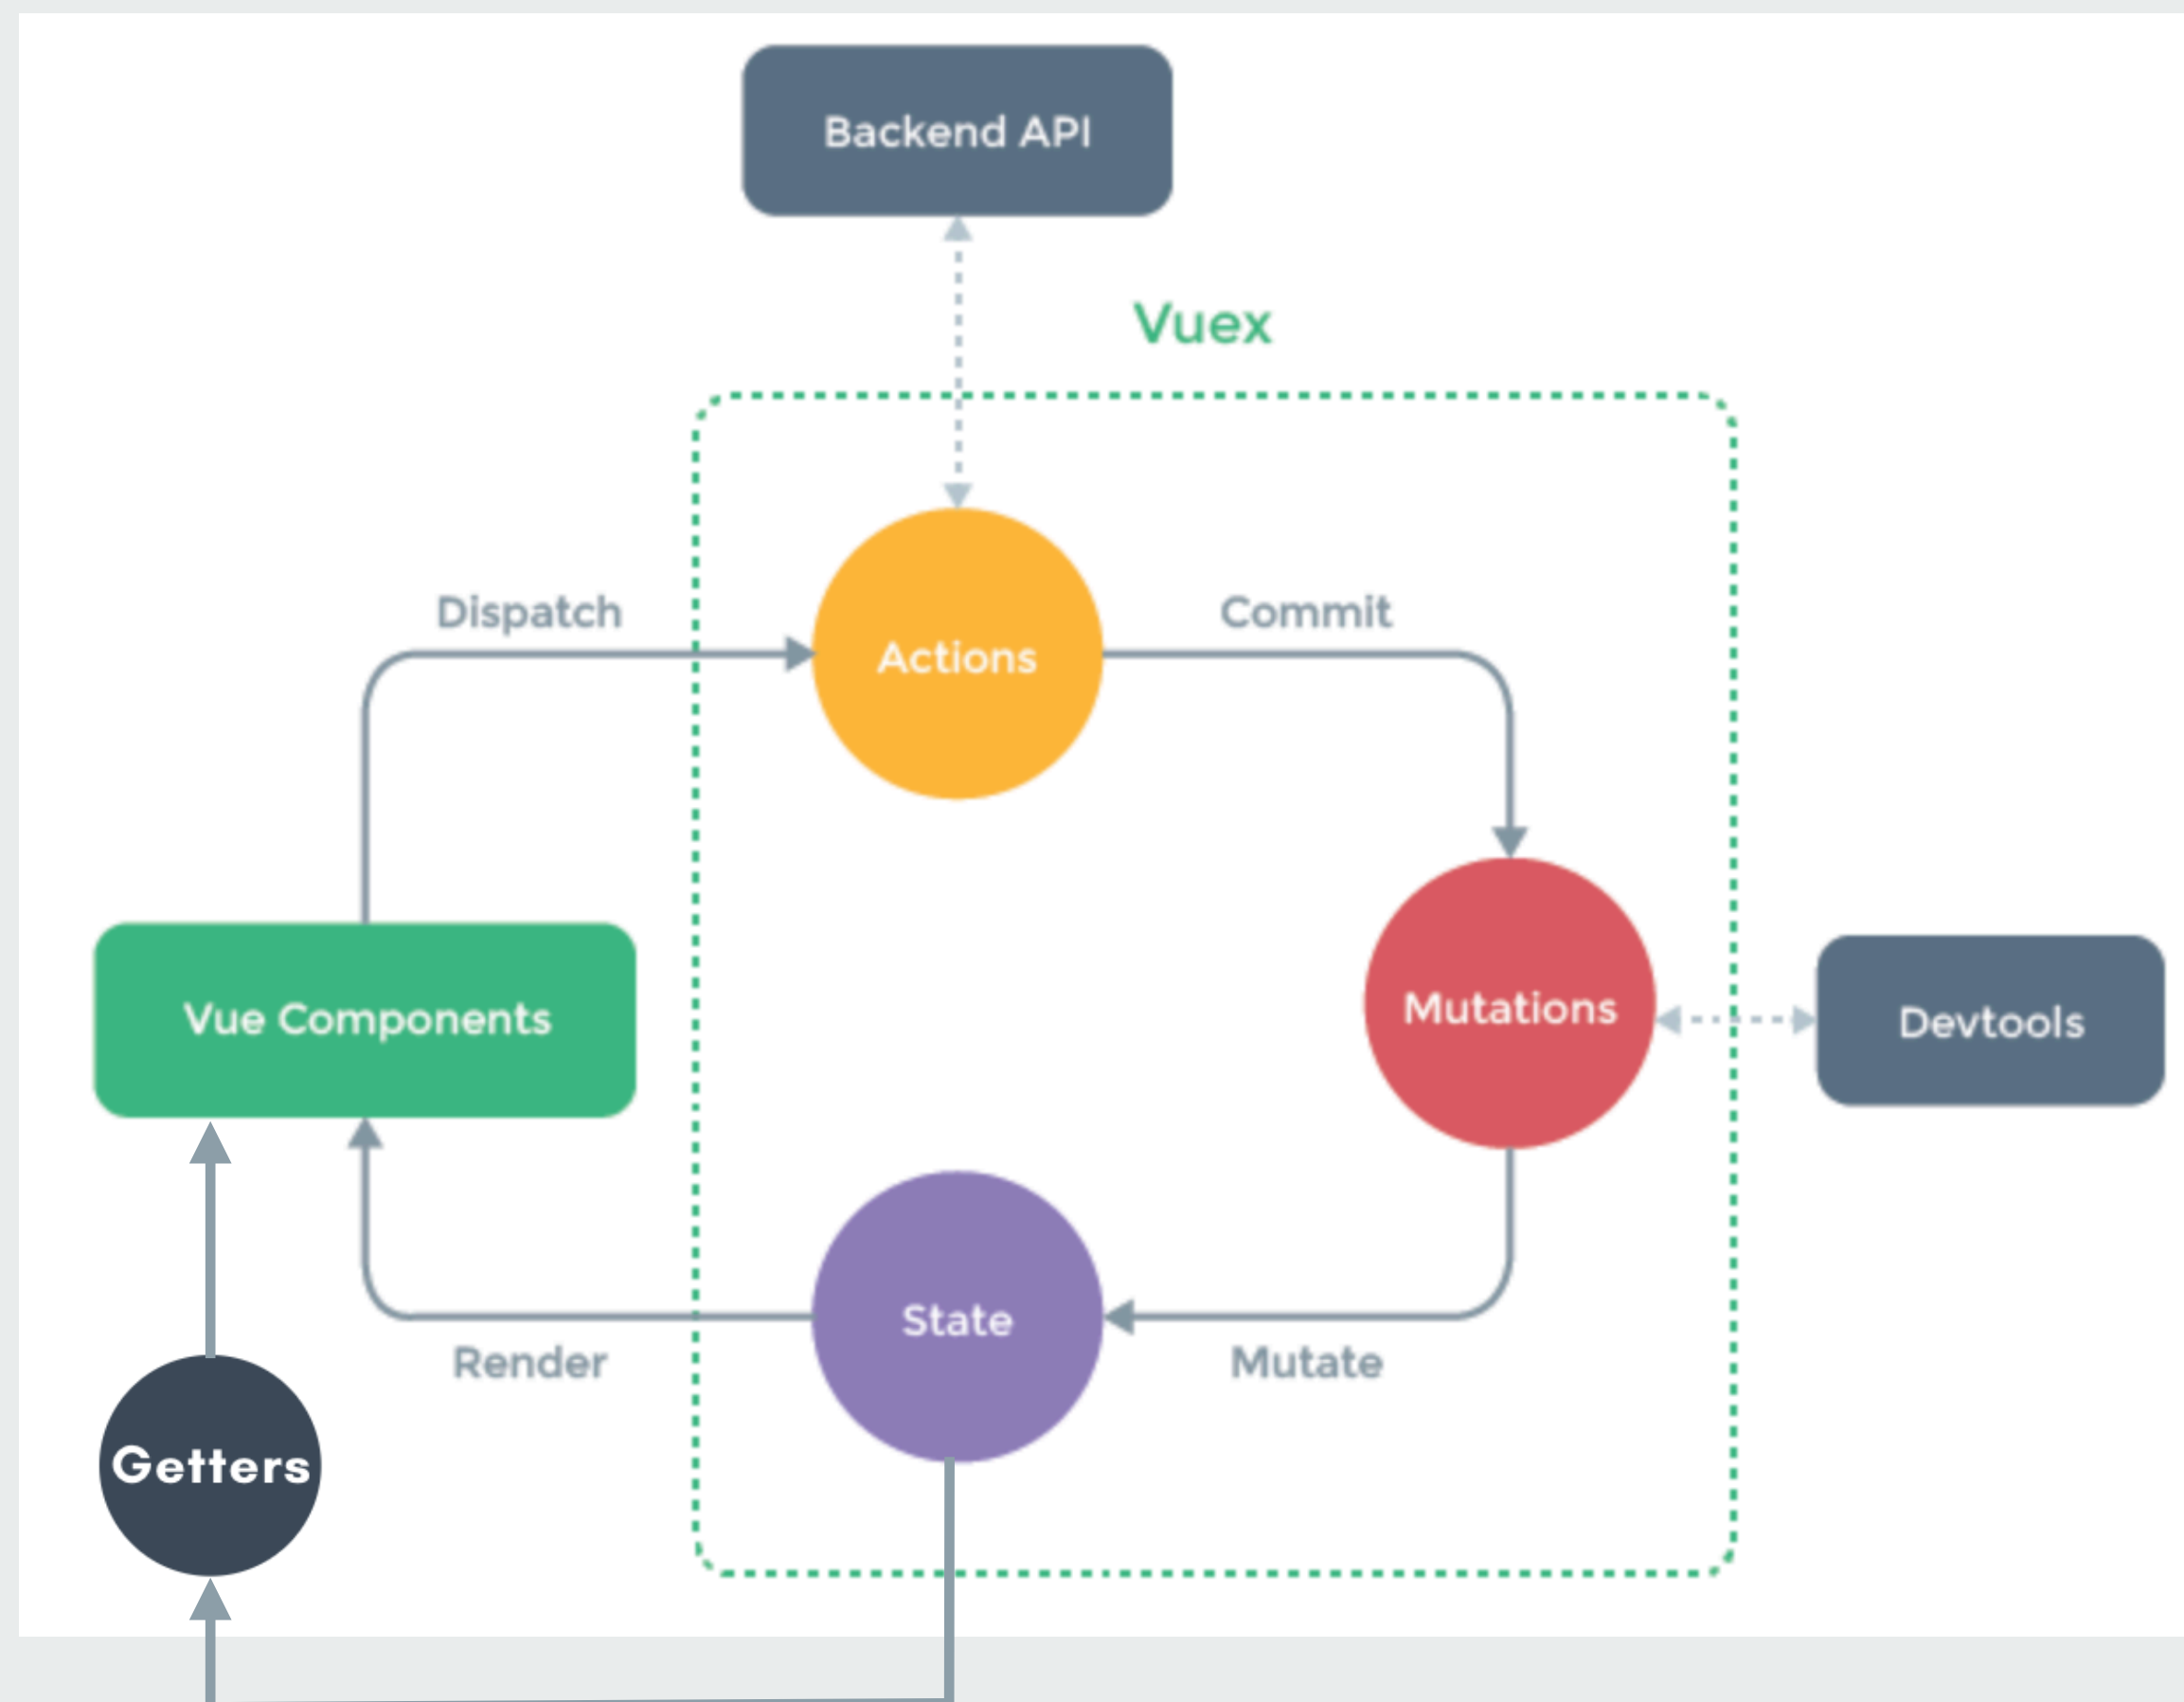 Backend API
Vuex
Dispatch
Commit
Actions
Vue Components
Mutations
Devtools
State
Render
Mutate
Getters